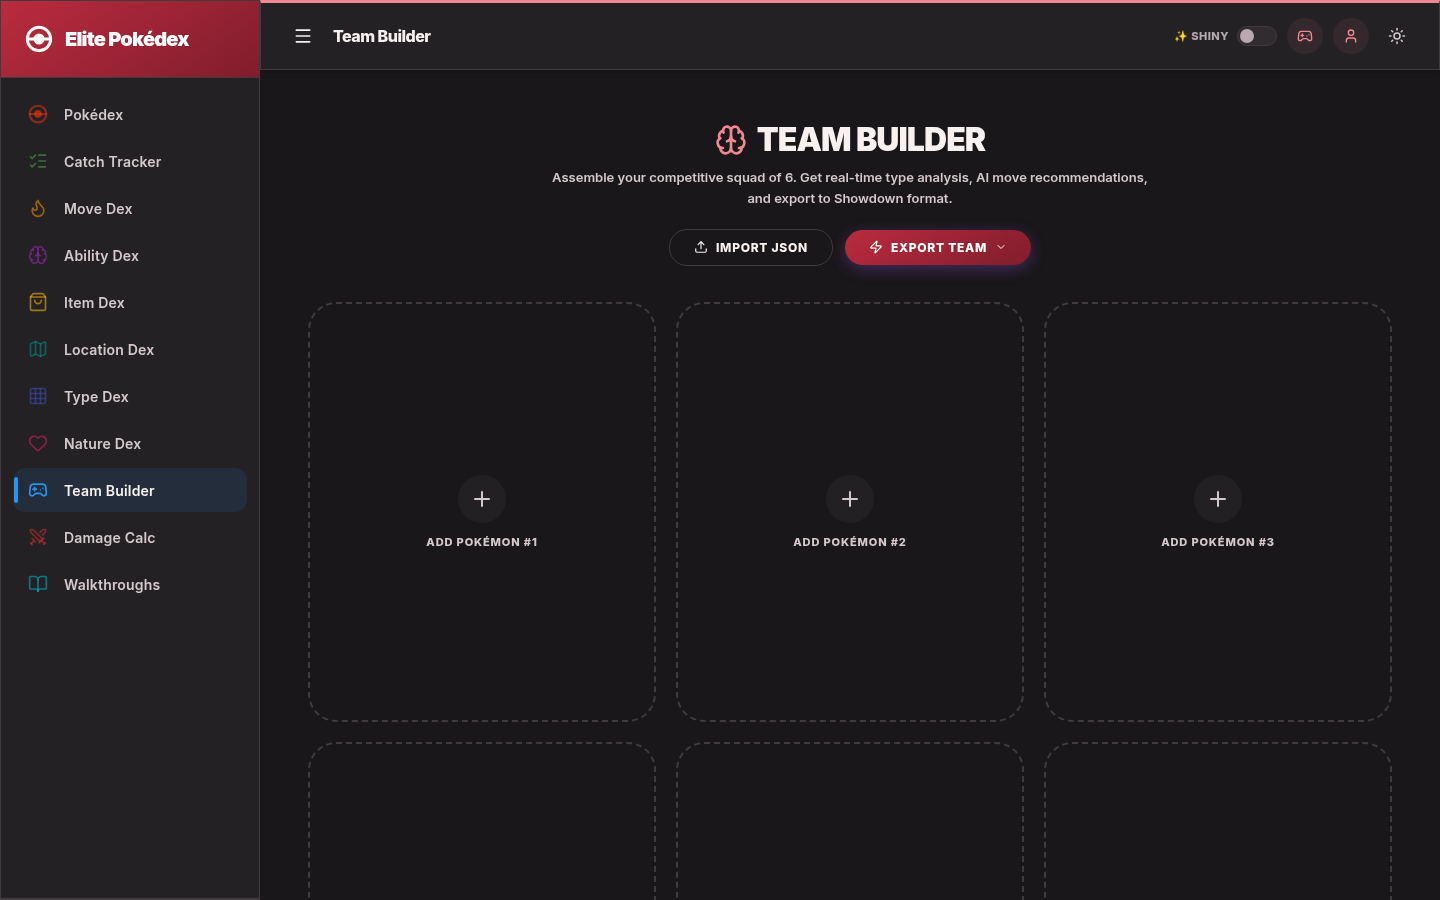 Elite Pokédex
Team Builder
✨ SHINY
Pokédex
Catch Tracker
Move Dex
Ability Dex
Item Dex
Location Dex
Type Dex
Nature Dex
Team Builder
Damage Calc
Walkthroughs
TEAM BUILDER
Assemble your competitive squad of 6. Get real-time type analysis, AI move recommendations,
and export to Showdown format.
IMPORT JSON
EXPORT TEAM
ADD POKÉMON #1
ADD POKÉMON #2
ADD POKÉMON #3